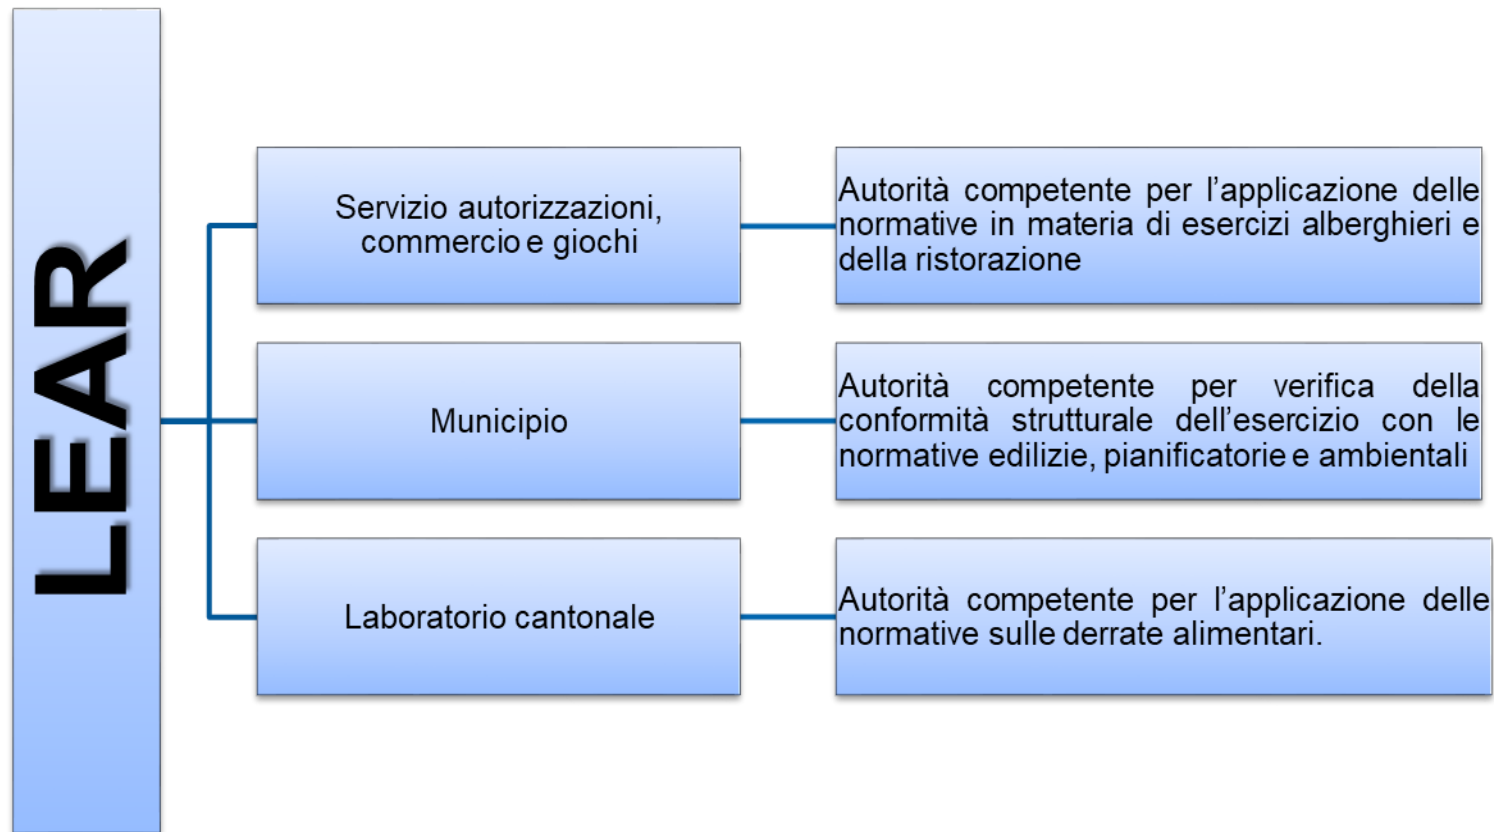 LEAR
Servizio autorizzazioni,
commercio e giochi
Autorità competente per l’applicazione delle
normative in materia di esercizi alberghieri e
della ristorazione
Municipio
Autorità competente per verifica della
conformità strutturale dell’esercizio con le
normative edilizie, pianificatorie e ambientali
Laboratorio cantonale
Autorità competente per l’applicazione delle
normative sulle derrate alimentari.